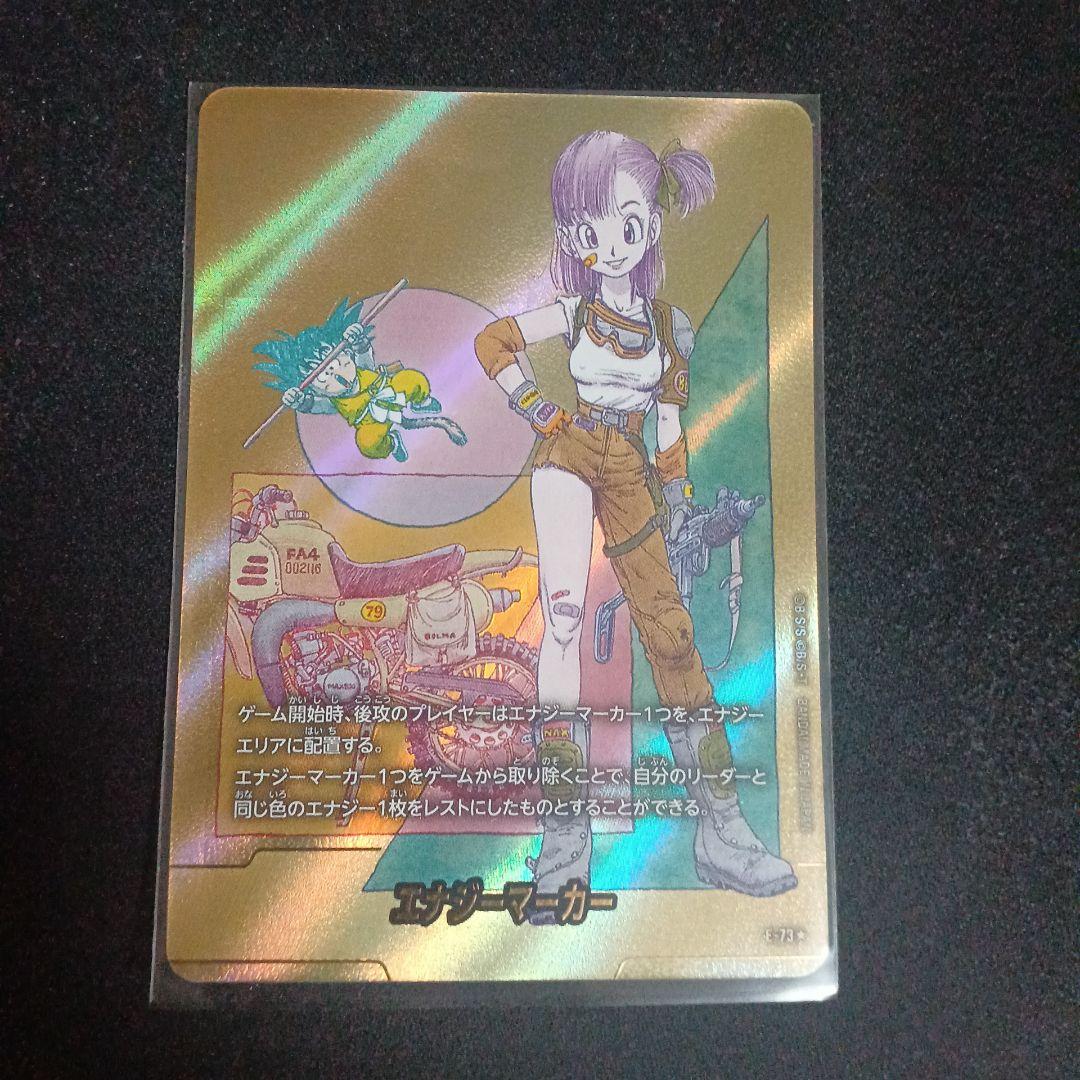 FA4
002116
79
BULMA
ゲーム開始時、後攻のプレイヤーはエナジーマーカー1つを、エナジー
エリアに配置する。
エナジーマーカー1つをゲームから取り除くことで、自分のリーダーと
同じ色のエナジー1枚をレストにしたものとすることができる。
エナジーマーカー
E-73★